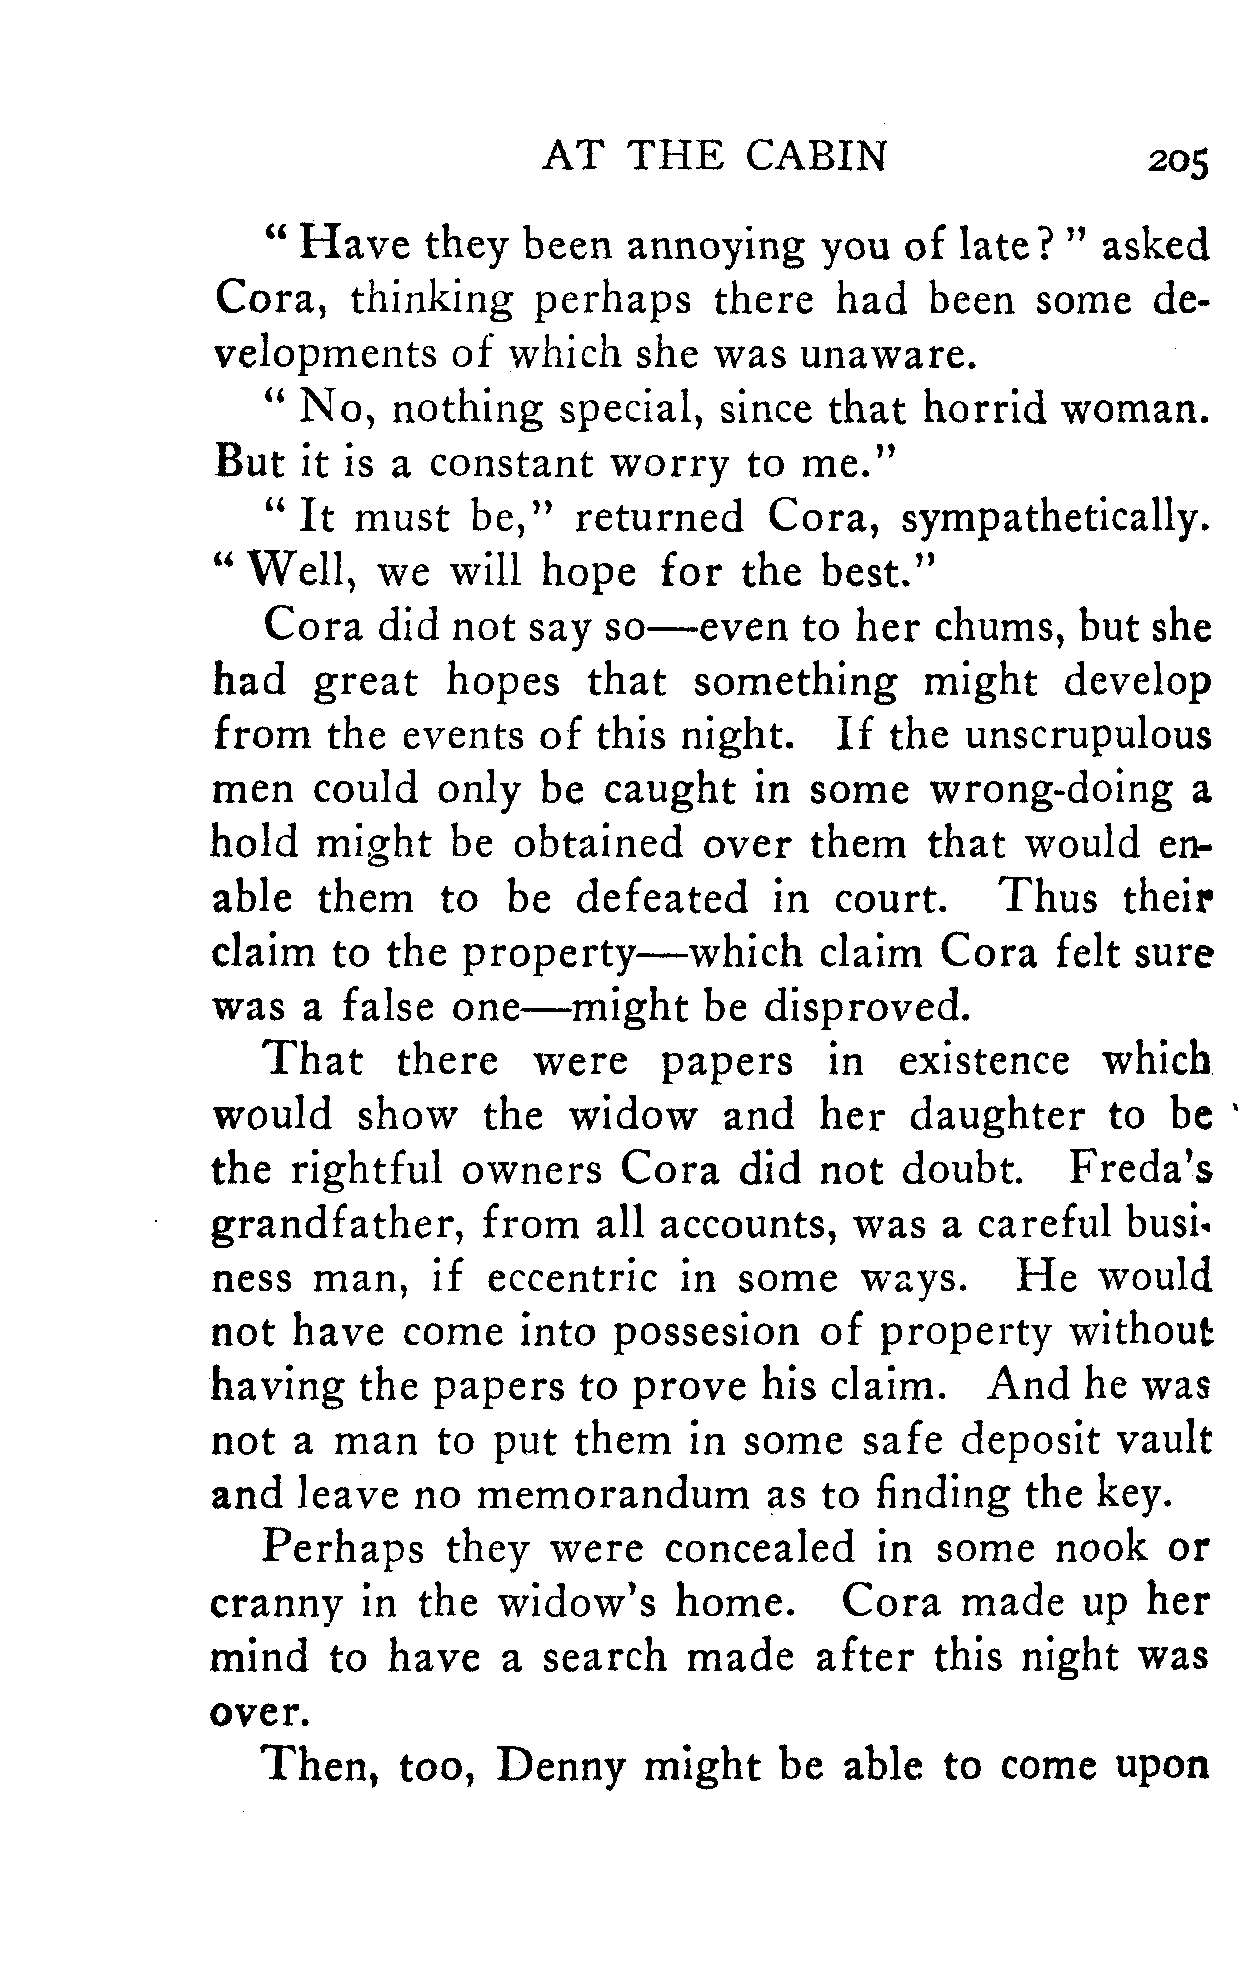 AT THE CABIN 205
" Have they been annoying you of late? " asked
Cora, thinking perhaps there had been some de-
velopments of which she was unaware.
" No, nothing special, since that horrid woman.
But it is a constant worry to me."
" It must be," returned Cora, sympathetically.
" Well, we will hope for the best."
Cora did not say so—even to her chums, but she
had great hopes that something might develop
from the events of this night. If the unscrupulous
men could only be caught in some wrong-doing a
hold might be obtained over them that would en-
able them to be defeated in court. Thus their
claim to the property—which claim Cora felt sure
was a false one—might be disproved.
That there were papers in existence which
would show the widow and her daughter to be
the rightful owners Cora did not doubt. Freda's
grandfather, from all accounts, was a careful busi-
ness man, if eccentric in some ways. He would
not have come into possesion of property without
having the papers to prove his claim. And he was
not a man to put them in some safe deposit vault
and leave no memorandum as to finding the key.
Perhaps they were concealed in some nook or
cranny in the widow's home. Cora made up her
mind to have a search made after this night was
over.
Then, too, Denny might be able to come upon